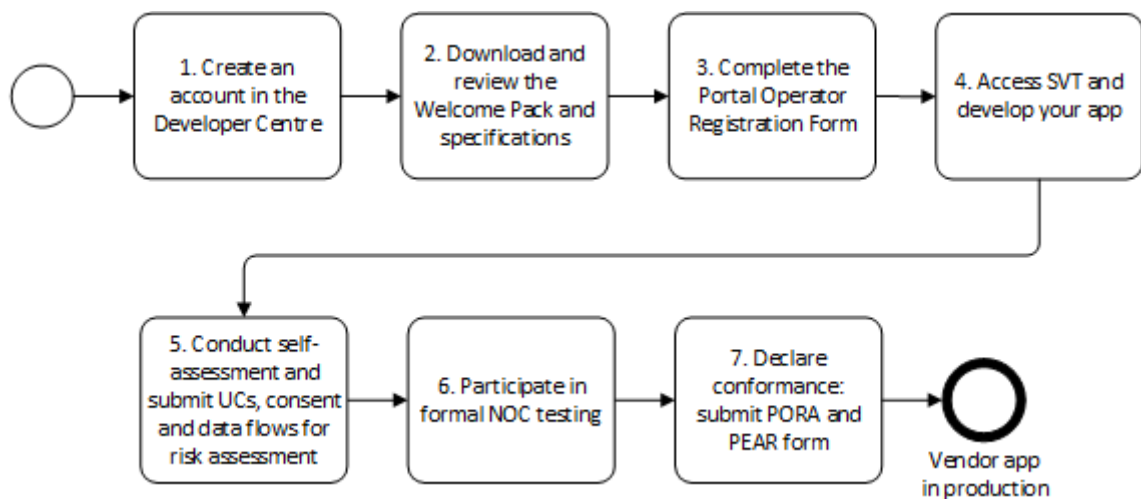 1. Create an
account in the
Developer Centre
2. Download and
review the
Welcome Pack and
specifications
3. Complete the
Portal Operator
Registration Form
4. Access SVT and
develop your app
5. Conduct self-
assessment and
submit UCs, consent
and data flows for
risk assessment
6. Participate in
formal NOC testing
7. Declare
conformance:
submit PORA and
PEAR form
Vendor app
in production